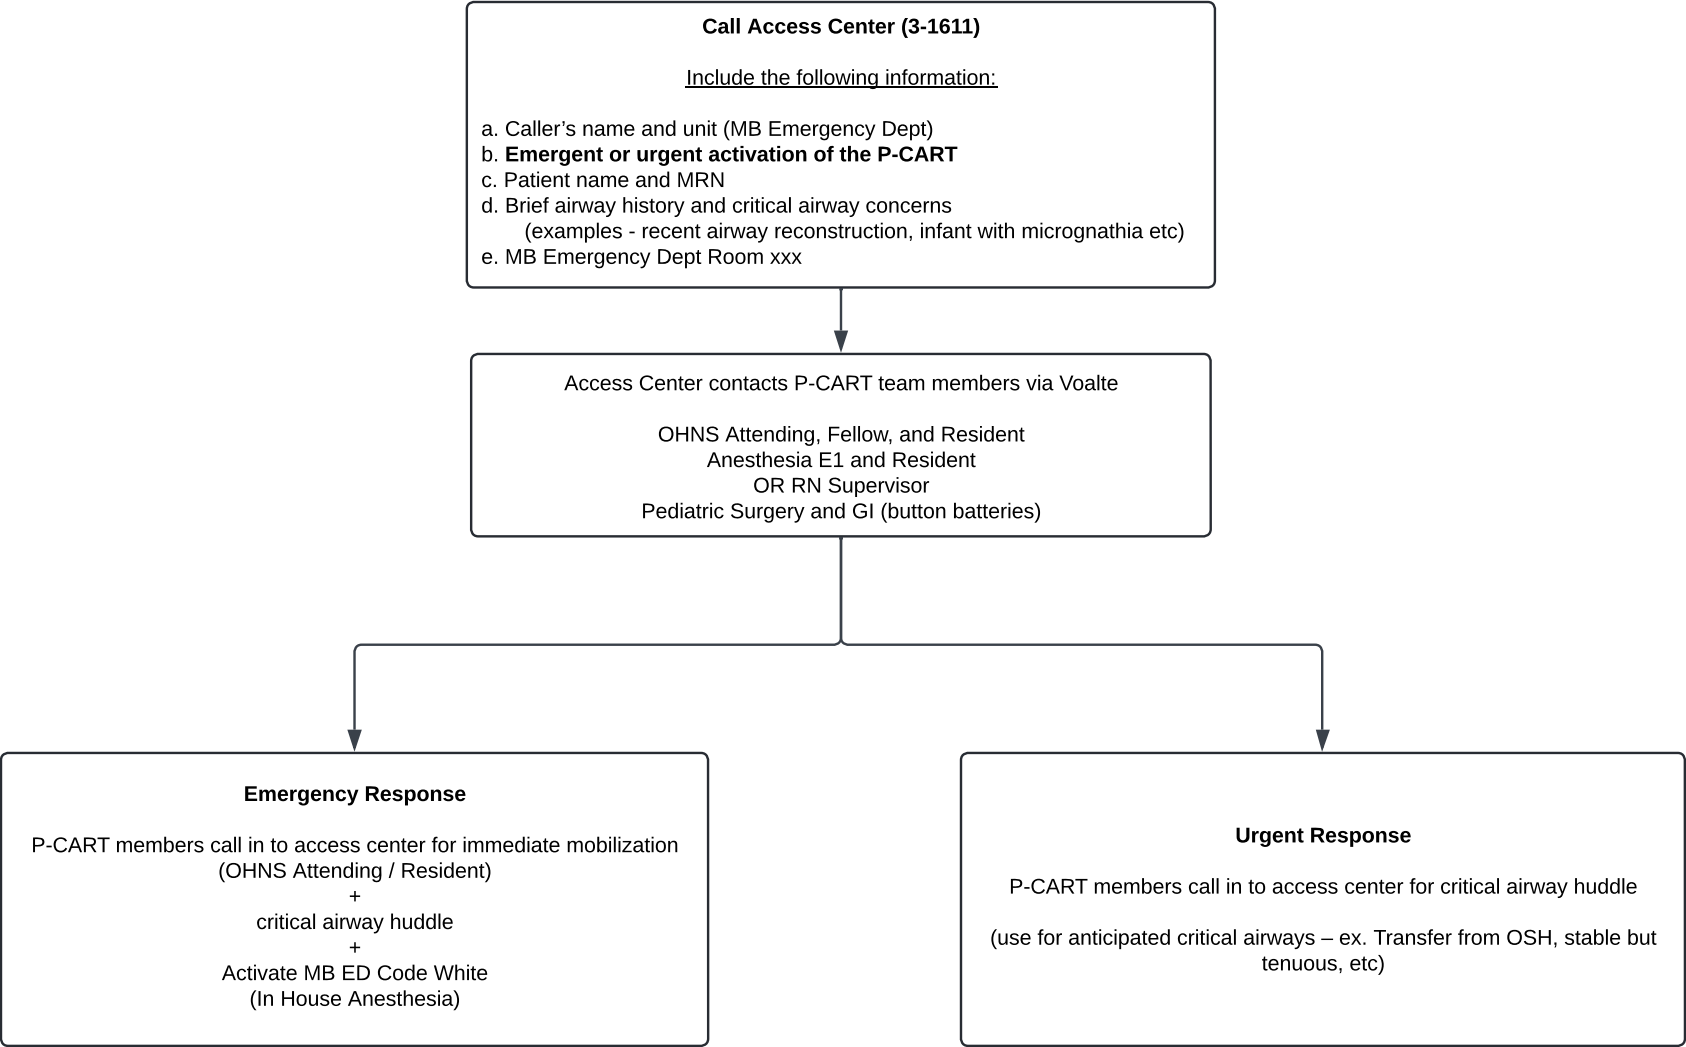 Call Access Center (3-1611)
Include the following information:
a. Caller’s name and unit (MB Emergency Dept)
b. Emergent or urgent activation of the P-CART
c. Patient name and MRN
d. Brief airway history and critical airway concerns
(examples - recent airway reconstruction, infant with micrognathia etc)
e. MB Emergency Dept Room xxx
Access Center contacts P-CART team members via Voalte
OHNS Attending, Fellow, and Resident
Anesthesia E1 and Resident
OR RN Supervisor
Pediatric Surgery and GI (button batteries)
Emergency Response
P-CART members call in to access center for immediate mobilization
(OHNS Attending / Resident)
+
critical airway huddle
+
Activate MB ED Code White
(In House Anesthesia)
Urgent Response
P-CART members call in to access center for critical airway huddle
(use for anticipated critical airways – ex. Transfer from OSH, stable but
tenuous, etc)